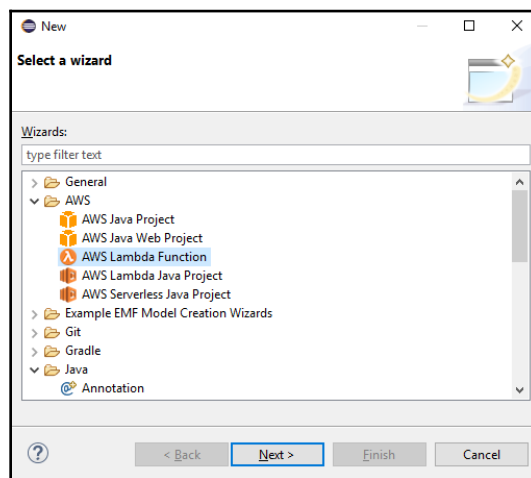 New
Select a wizard
Wizards:
type filter text
General
AWS
AWS Java Project
AWS Java Web Project
AWS Lambda Function
AWS Lambda Java Project
AWS Serverless Java Project
Example EMF Model Creation Wizards
Git
Gradle
Java
Annotation
? < Back Next > Finish Cancel